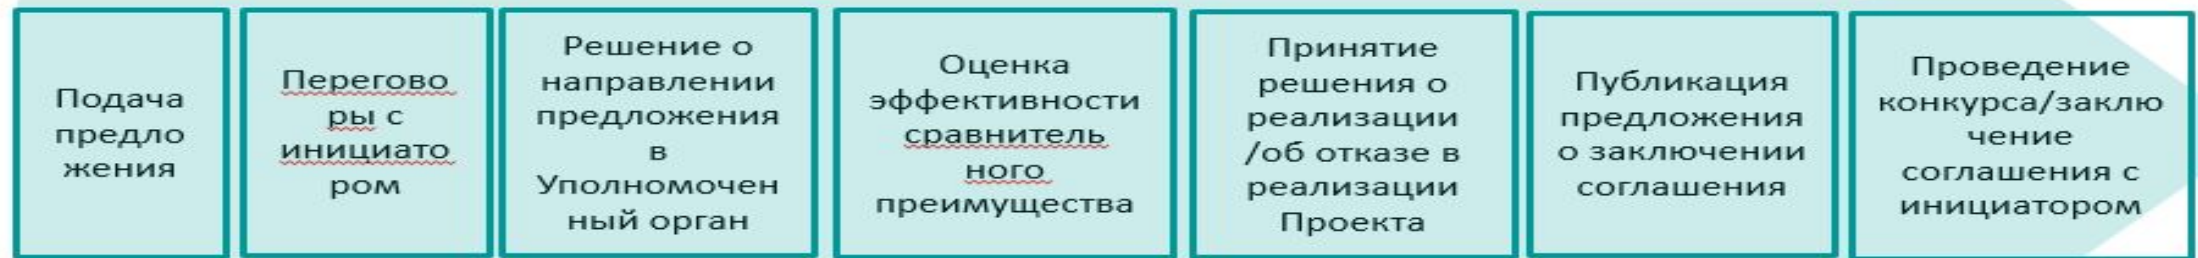 Подача
предло
жения
Перегово
ры с
инициато
ром
Решение о
направлении
предложения
в
Уполномочен
ный орган
Оценка
эффективности
сравнитель
ного
преимущества
Принятие
решения о
реализации
/об отказе в
реализации
Проекта
Публикация
предложения
о заключении
соглашения
Проведение
конкурса/заклю
чение
соглашения с
инициатором